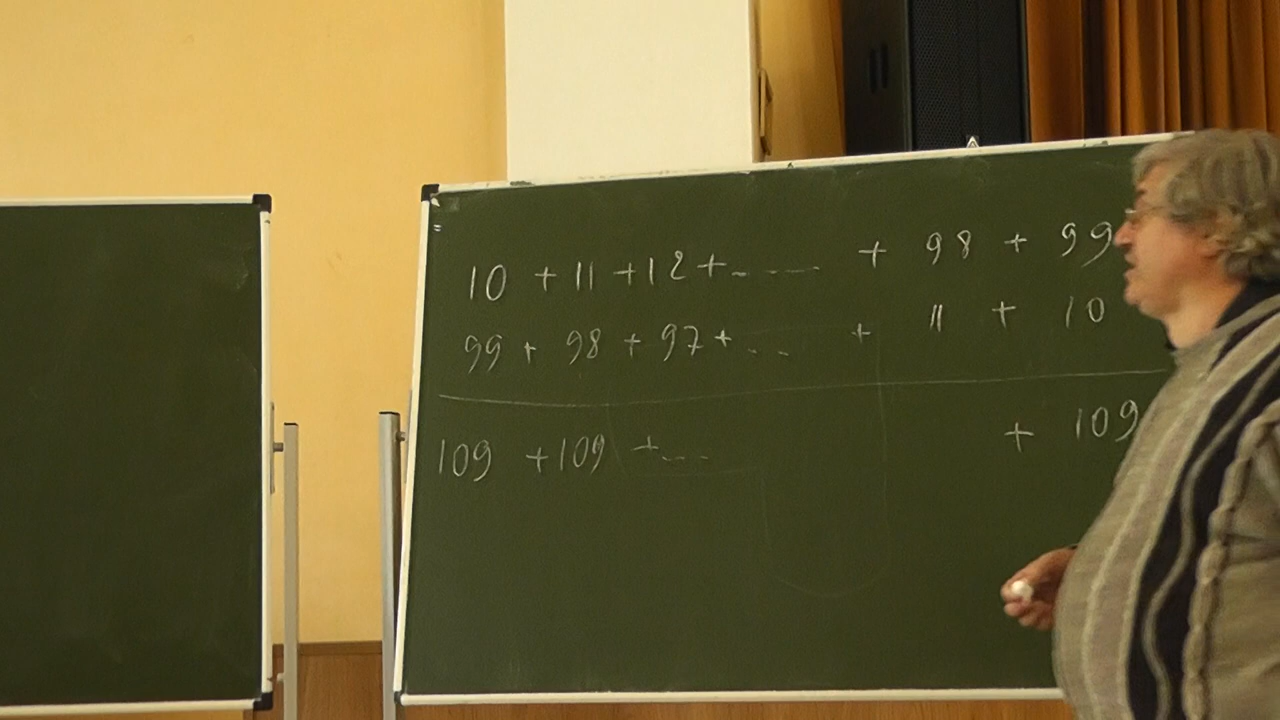 10 + 11 + 12 + ..... + 98 + 99
99 + 98 + 97 + ... + 11 + 10
109 + 109 + ... + 109